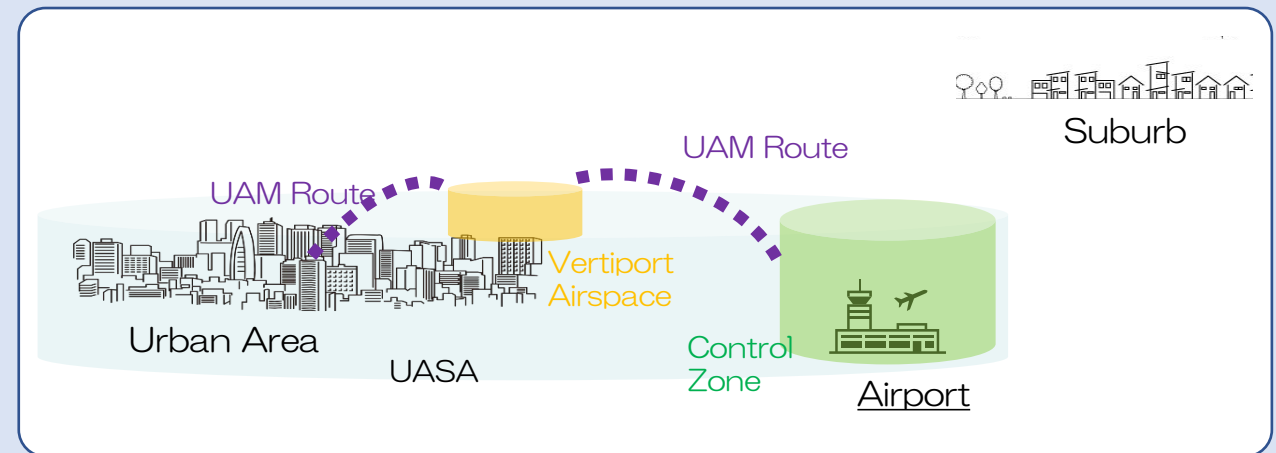 Suburb
UAM Route
UAM Route
Vertiport
Airspace
Urban Area
UASA
Control
Zone
Airport